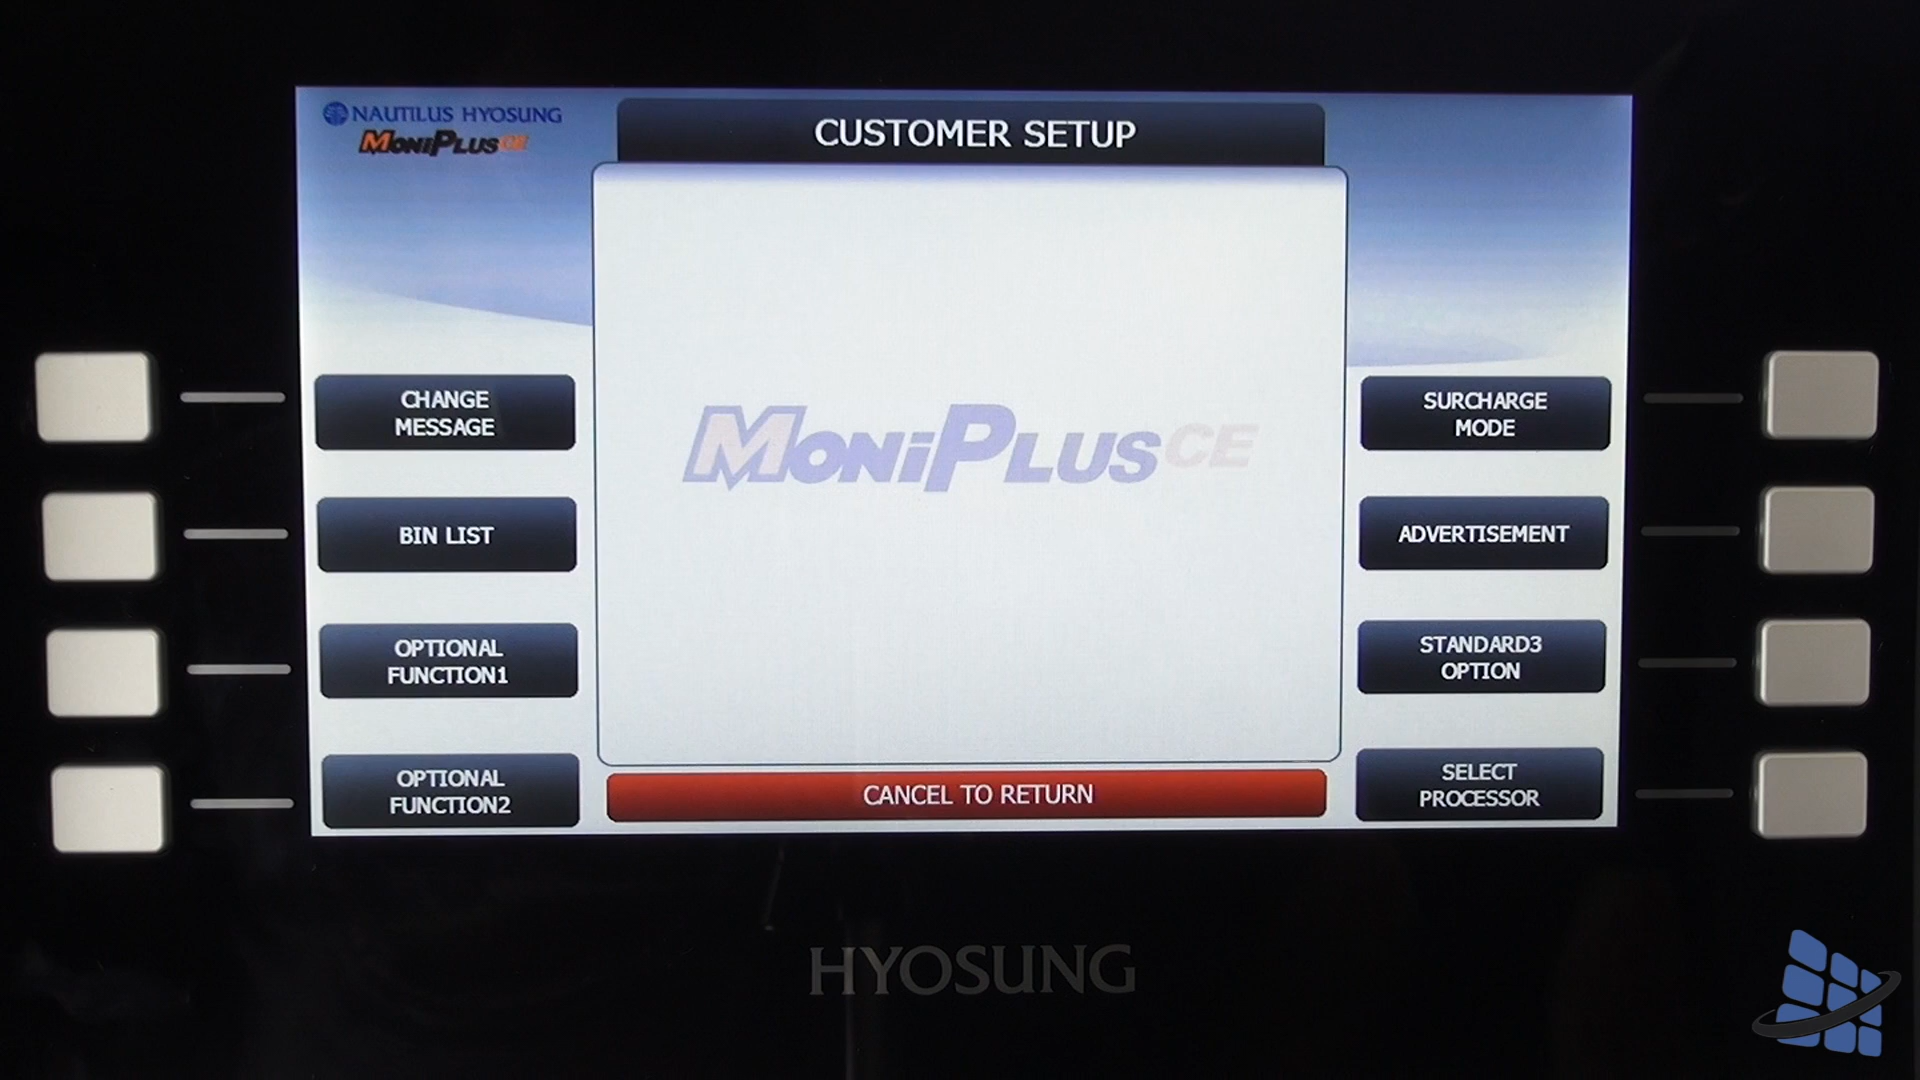 NAUTILUS HYOSUNG
MONIPLUSCE
CUSTOMER SETUP
MONIPLUSCE
CHANGE
MESSAGE
BIN LIST
OPTIONAL
FUNCTION1
OPTIONAL
FUNCTION2
SURCHARGE
MODE
ADVERTISEMENT
STANDARD3
OPTION
SELECT
PROCESSOR
CANCEL TO RETURN
HYOSUNG